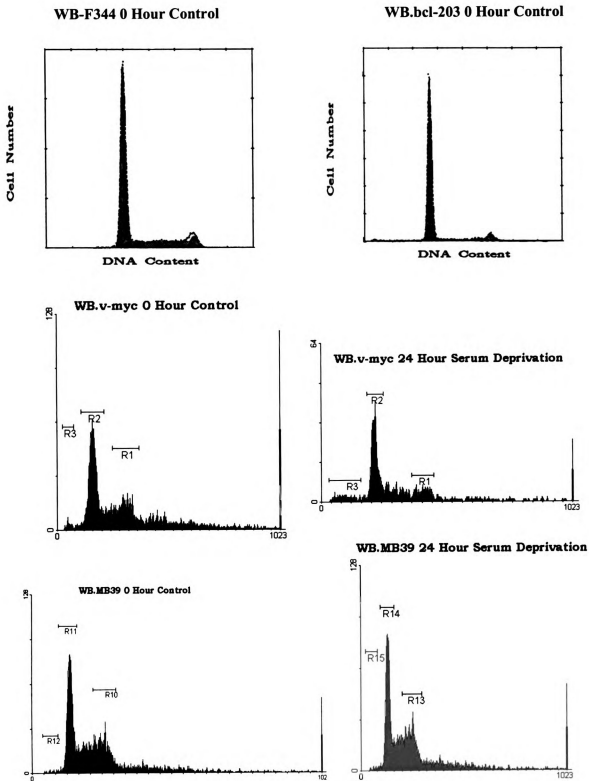 WB-F344 0 Hour Control
Cell Number
DNA Content
WB.bcl-203 0 Hour Control
Cell Number
DNA Content
WB.v-myc 0 Hour Control
128
R3
R2
R1
0
0
1023
WB.v-myc 24 Hour Serum Deprivation
64
R2
R3
R1
0
0
1023
WB.MB39 0 Hour Control
128
R11
R10
R12
0
0
102
WB.MB39 24 Hour Serum Deprivation
128
R14
R15
R13
0
0
1023